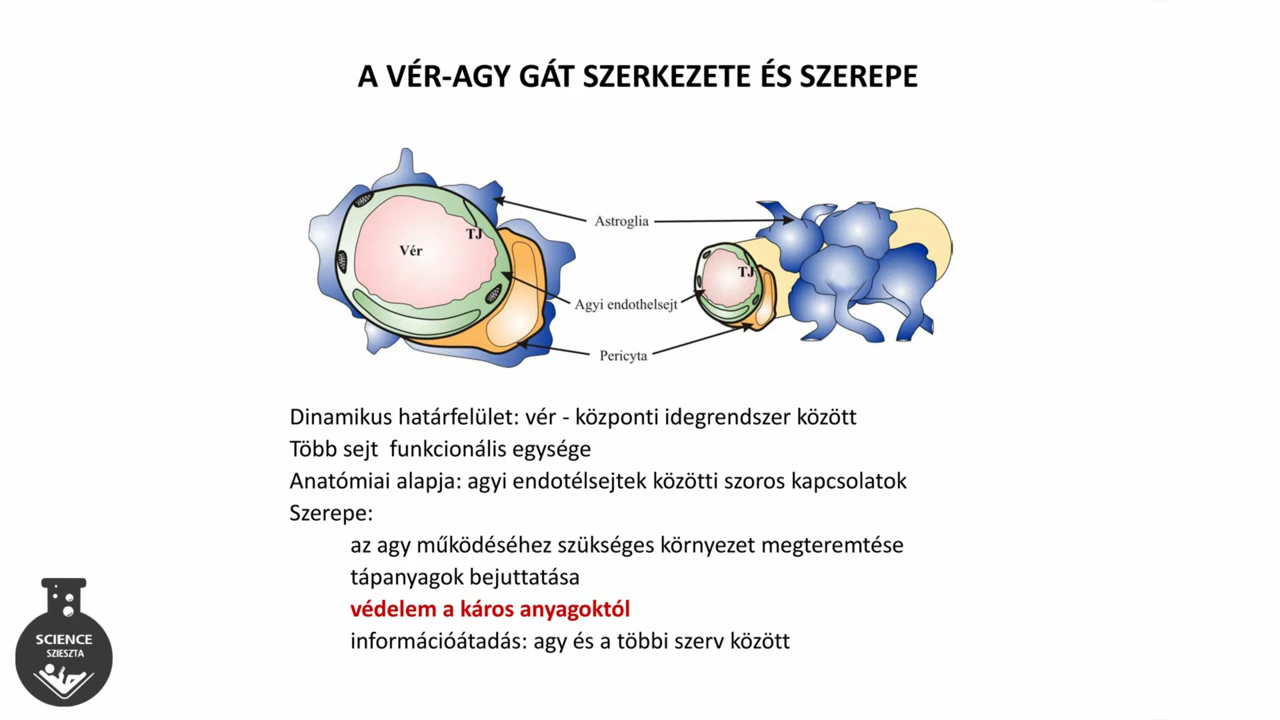 A VÉR-AGY GÁT SZERKEZETE ÉS SZEREPE
Astroglia
TJ
Vér
TJ
Agyi endothelsejt
Pericyta
Dinamikus határfelület: vér - központi idegrendszer között
Több sejt  funkcionális egysége
Anatómiai alapja: agyi endotélsejtek közötti szoros kapcsolatok
Szerepe:
az agy működéséhez szükséges környezet megteremtése
tápanyagok bejuttatása
védelem a káros anyagoktól
információátadás: agy és a többi szerv között
SCIENCE
SZIESZTA